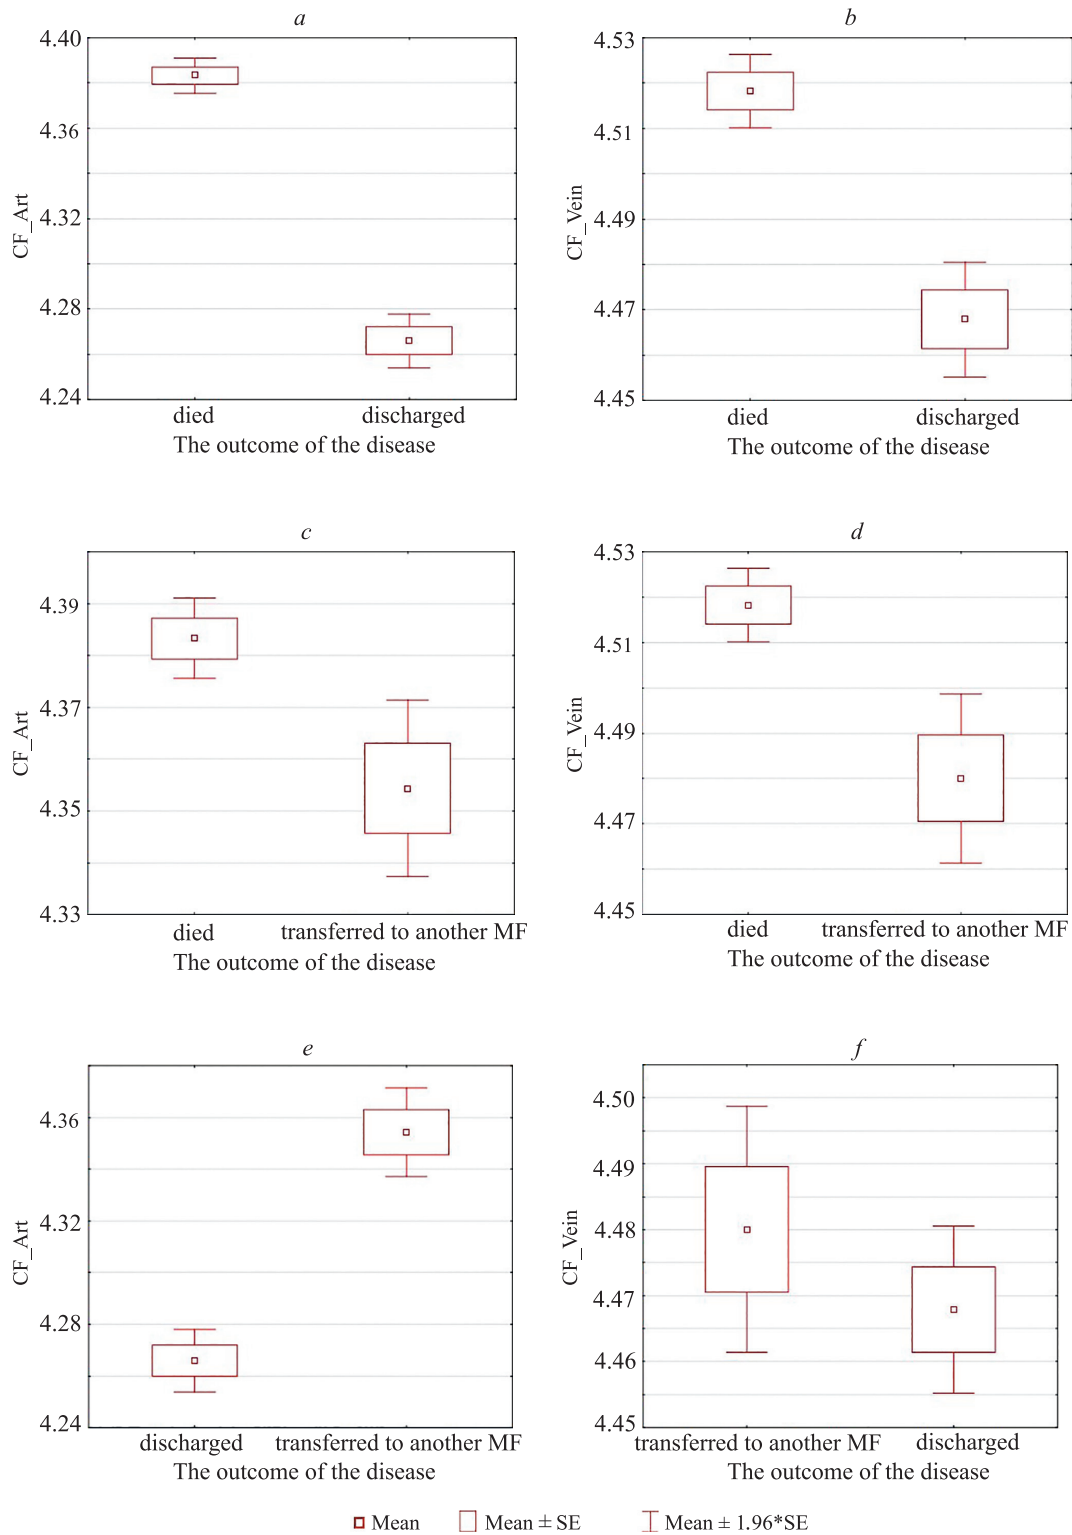 a
4.40
4.36
4.32
4.28
4.24
CF_Art
died discharged
The outcome of the disease
b
4.53
4.51
4.49
4.47
4.45
CF_Vein
died discharged
The outcome of the disease
c
4.39
4.37
4.35
4.33
CF_Art
died transferred to another MF
The outcome of the disease
d
4.53
4.51
4.49
4.47
4.45
CF_Vein
died transferred to another MF
The outcome of the disease
e
4.36
4.32
4.28
4.24
CF_Art
discharged transferred to another MF
The outcome of the disease
f
4.50
4.49
4.48
4.47
4.46
4.45
CF_Vein
transferred to another MF discharged
The outcome of the disease
Mean Mean ± SE Mean ± 1.96*SE